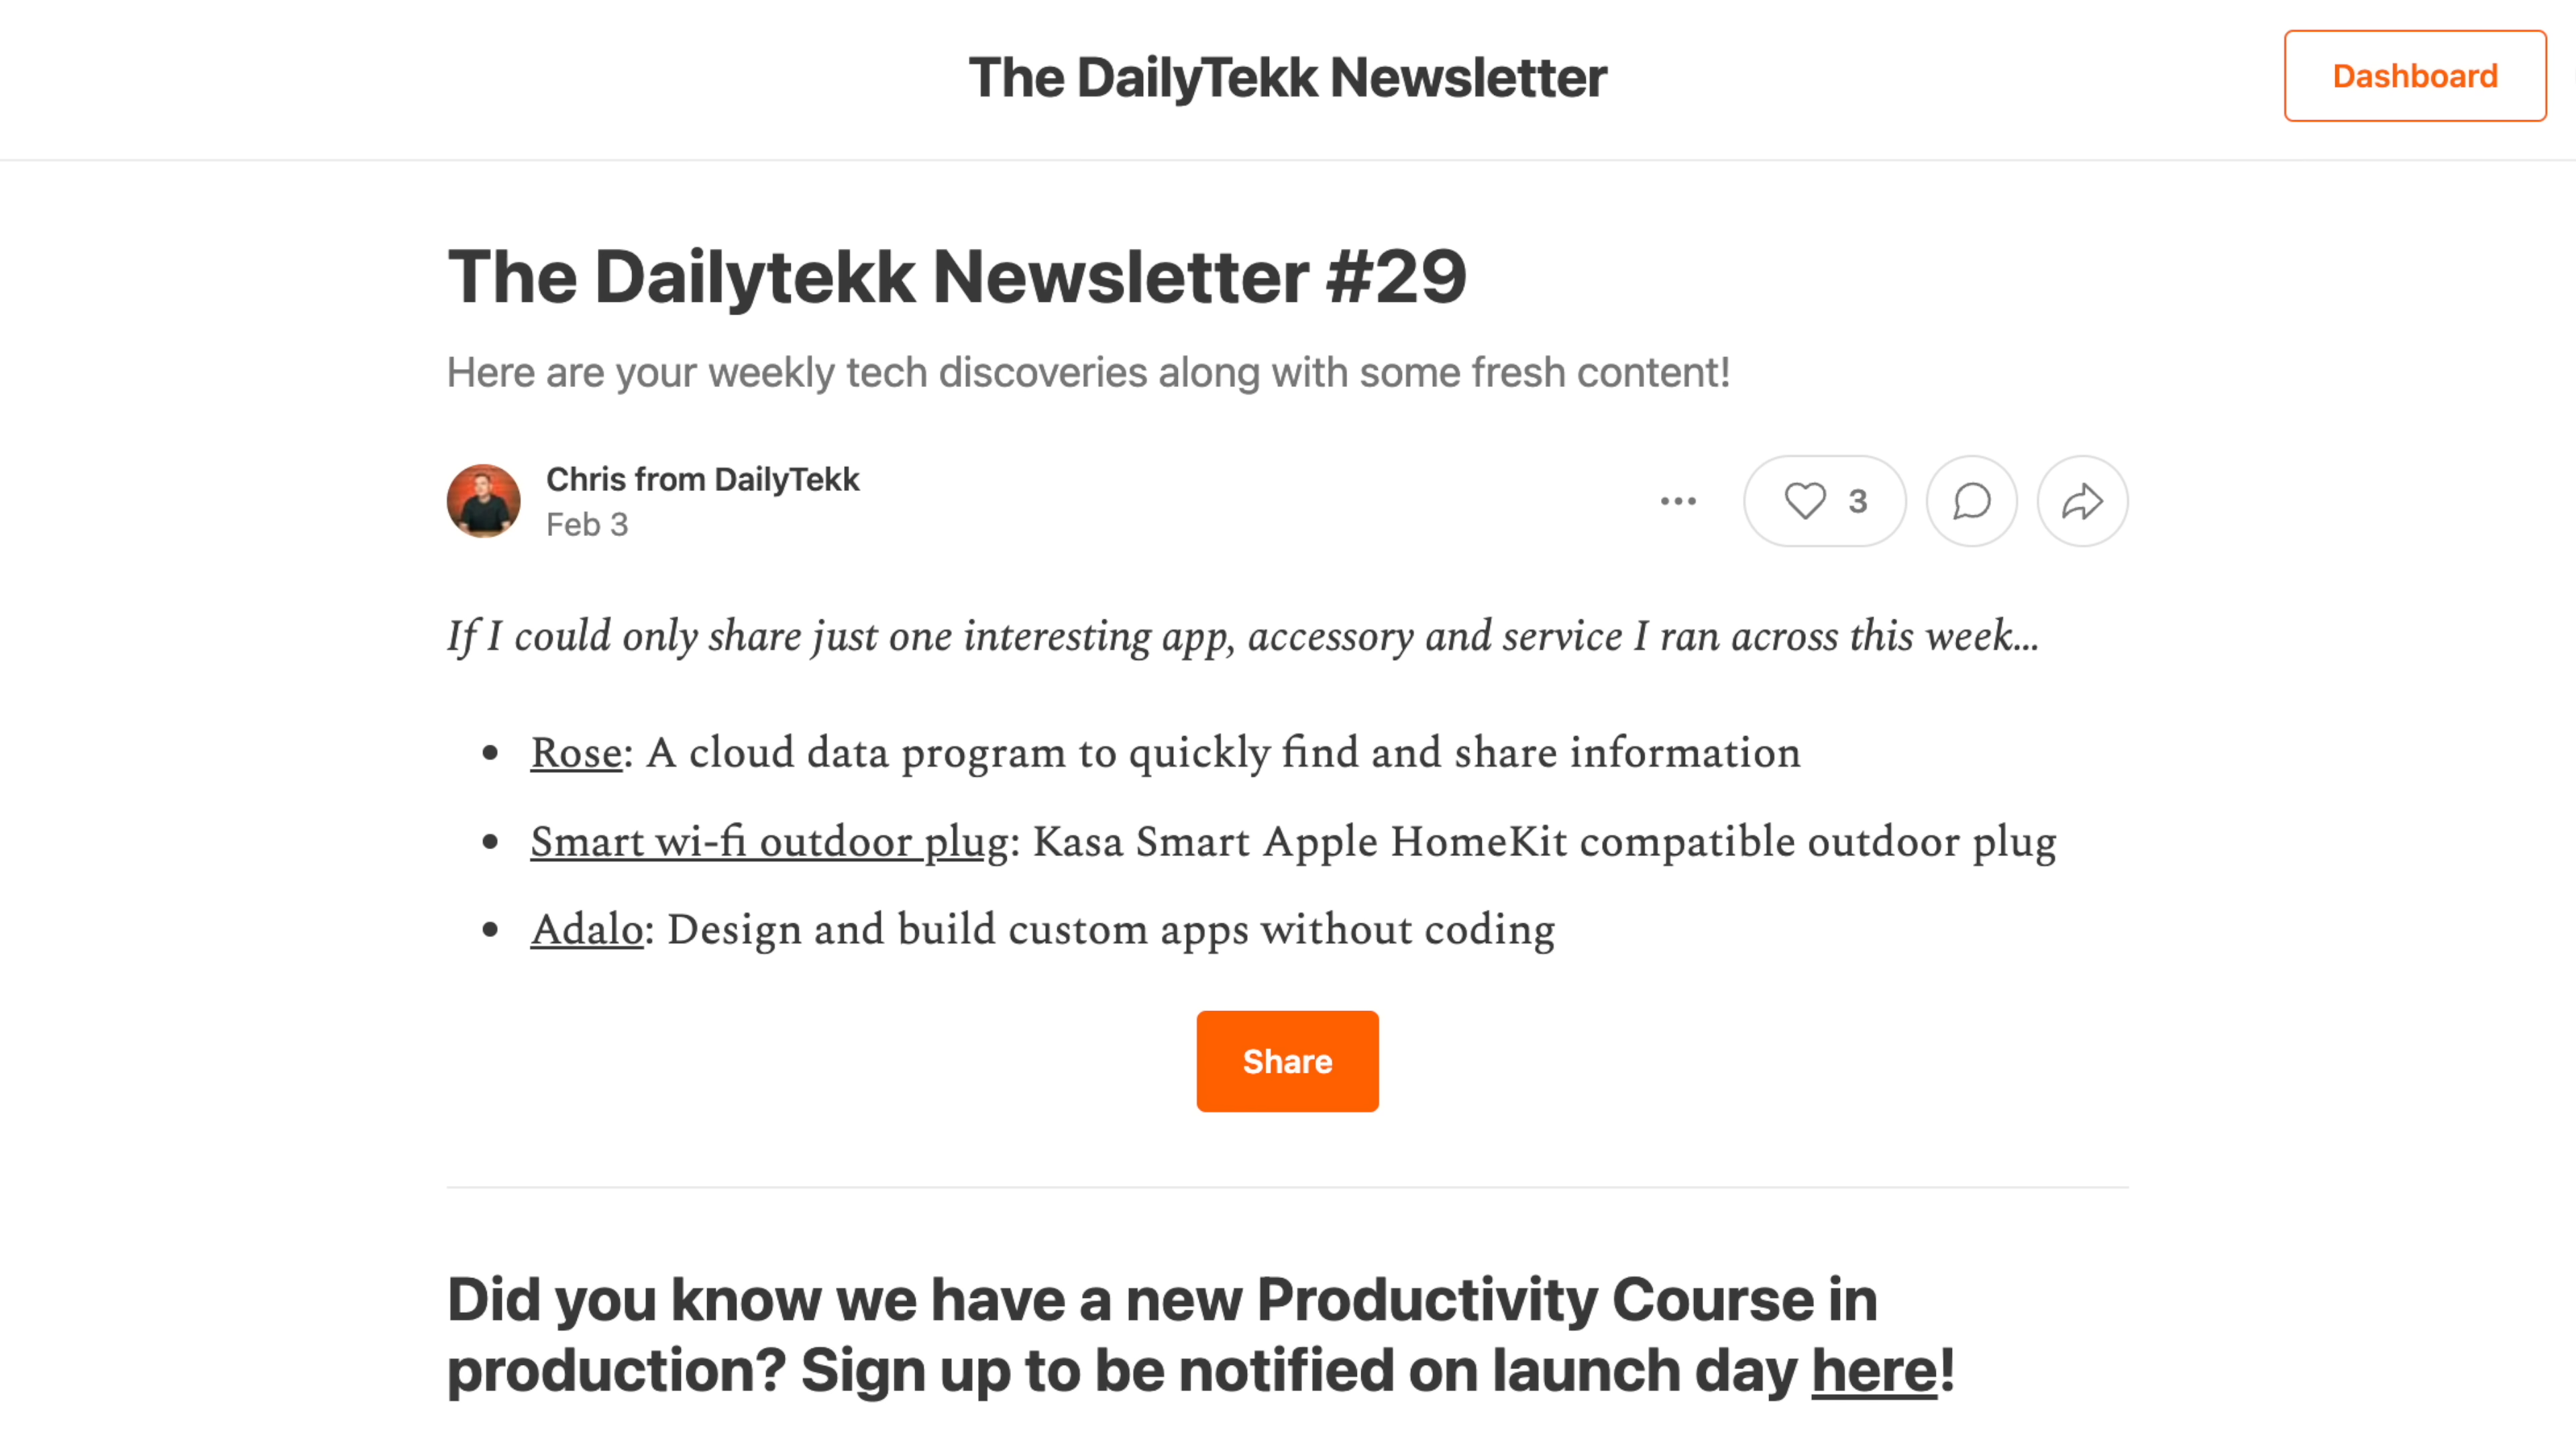 The DailyTekk Newsletter
Dashboard
The Dailytekk Newsletter #29
Here are your weekly tech discoveries along with some fresh content!
Chris from DailyTekk
Feb 3
3
If I could only share just one interesting app, accessory and service I ran across this week...
Rose: A cloud data program to quickly find and share information
Smart wi-fi outdoor plug: Kasa Smart Apple HomeKit compatible outdoor plug
Adalo: Design and build custom apps without coding
Share
Did you know we have a new Productivity Course in
production? Sign up to be notified on launch day here!